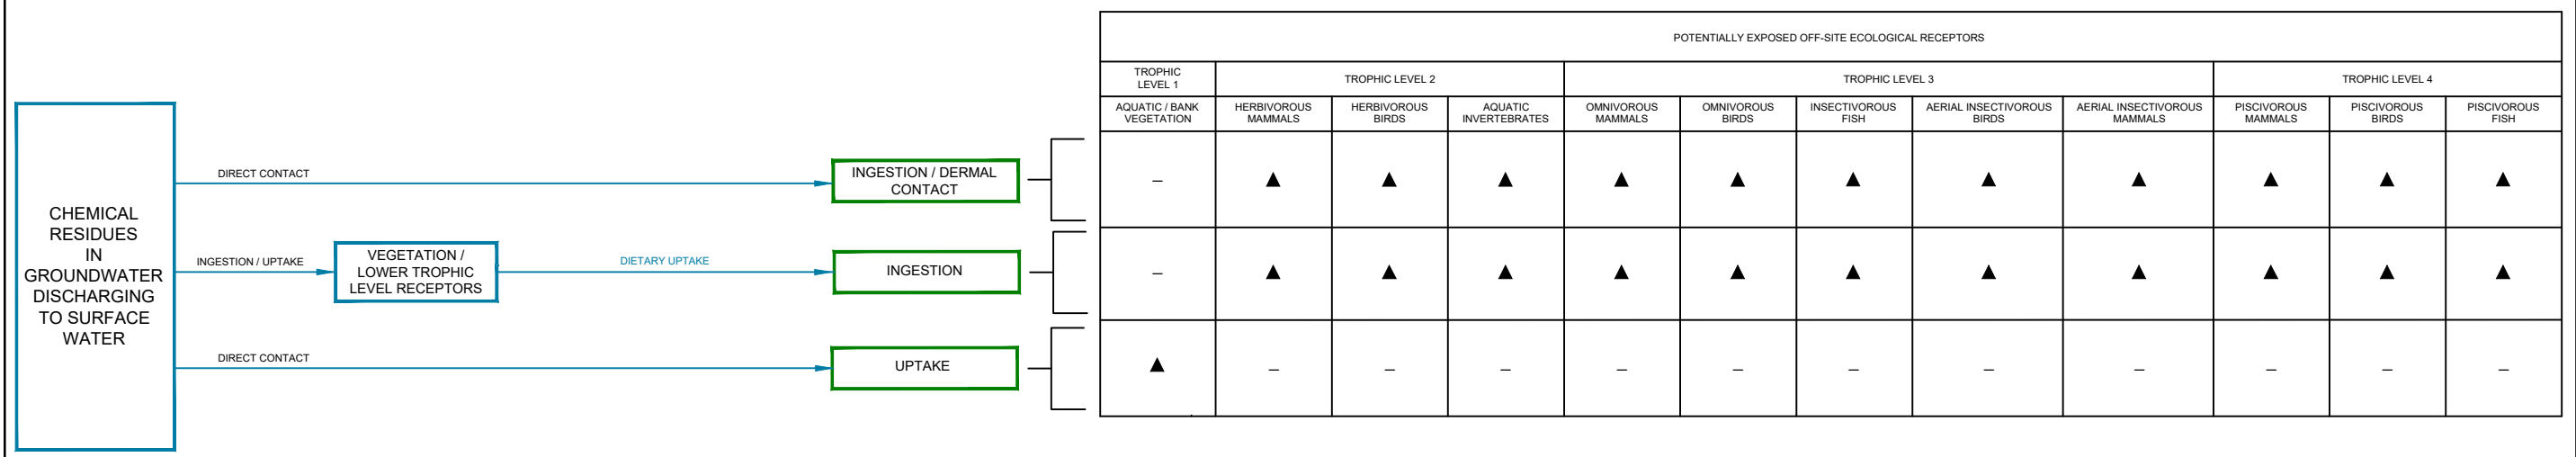 POTENTIALLY EXPOSED OFF-SITE ECOLOGICAL RECEPTORS
TROPHIC
LEVEL 1
TROPHIC LEVEL 2
TROPHIC LEVEL 3
TROPHIC LEVEL 4
AQUATIC / BANK
VEGETATION
HERBIVOROUS
MAMMALS
HERBIVOROUS
BIRDS
AQUATIC
INVERTEBRATES
OMNIVOROUS
MAMMALS
OMNIVOROUS
BIRDS
INSECTIVOROUS
FISH
AERIAL INSECTIVOROUS
BIRDS
AERIAL INSECTIVOROUS
MAMMALS
PISCIVOROUS
MAMMALS
PISCIVOROUS
BIRDS
PISCIVOROUS
FISH
CHEMICAL
RESIDUES
IN
GROUNDWATER
DISCHARGING
TO SURFACE
WATER
DIRECT CONTACT
INGESTION / DERMAL
CONTACT
– ▲ ▲ ▲ ▲ ▲ ▲ ▲ ▲ ▲ ▲ ▲
INGESTION / UPTAKE
VEGETATION /
LOWER TROPHIC
LEVEL RECEPTORS
DIETARY UPTAKE
INGESTION
– ▲ ▲ ▲ ▲ ▲ ▲ ▲ ▲ ▲ ▲ ▲
DIRECT CONTACT
UPTAKE
▲ – – – – – – – – – – –